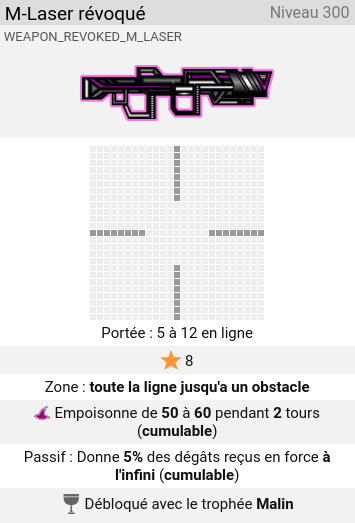 M-Laser révoqué
Niveau 300
WEAPON_REVOKED_M_LASER
Portée : 5 à 12 en ligne
8
Zone : toute la ligne jusqu'a un obstacle
Empoisonne de 50 à 60 pendant 2 tours
(cumulable)
Passif : Donne 5% des dégâts reçus en force à
l'infini (cumulable)
Débloqué avec le trophée Malin